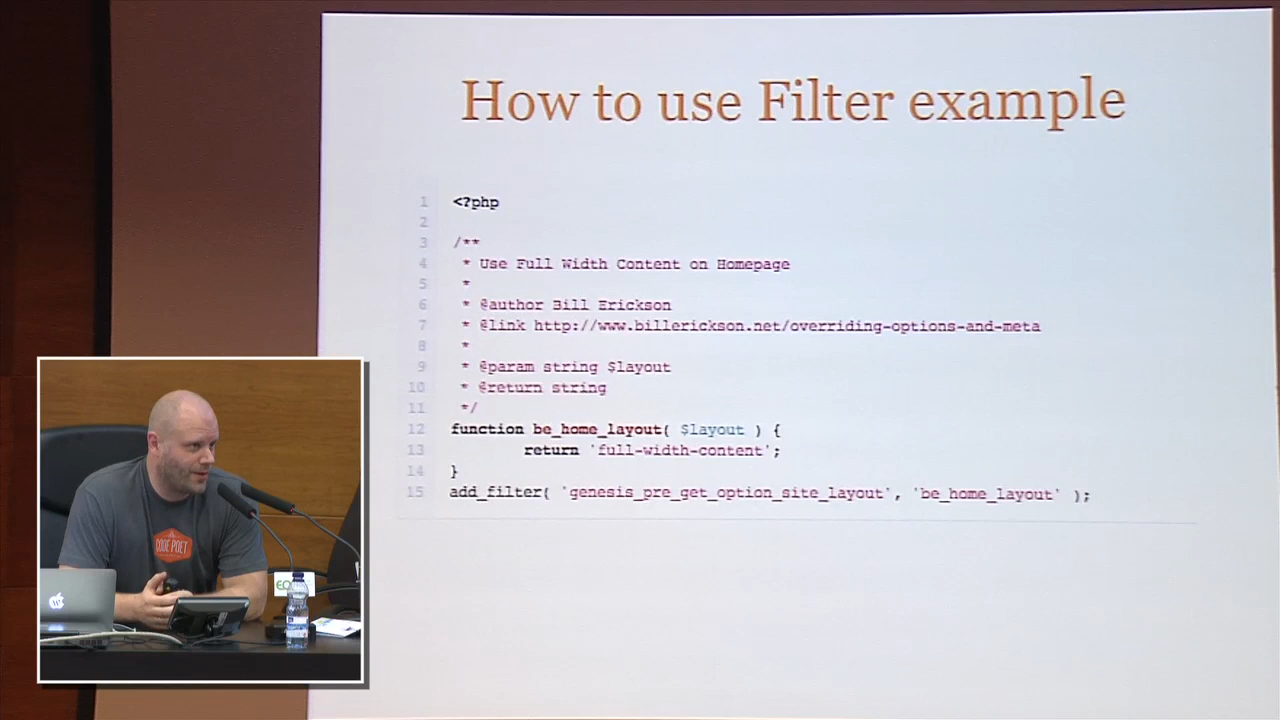 How to use Filter example
1 <?php
2
3 /**
4 * Use Full Width Content on Homepage
5 *
6 * @author Bill Erickson
7 * @link http://www.billerickson.net/overriding-options-and-meta
8 *
9 * @param string $layout
10 * @return string
11 */
12 function be_home_layout( $layout ) {
13 return 'full-width-content';
14 }
15 add_filter( 'genesis_pre_get_option_site_layout', 'be_home_layout' );
CODE POET